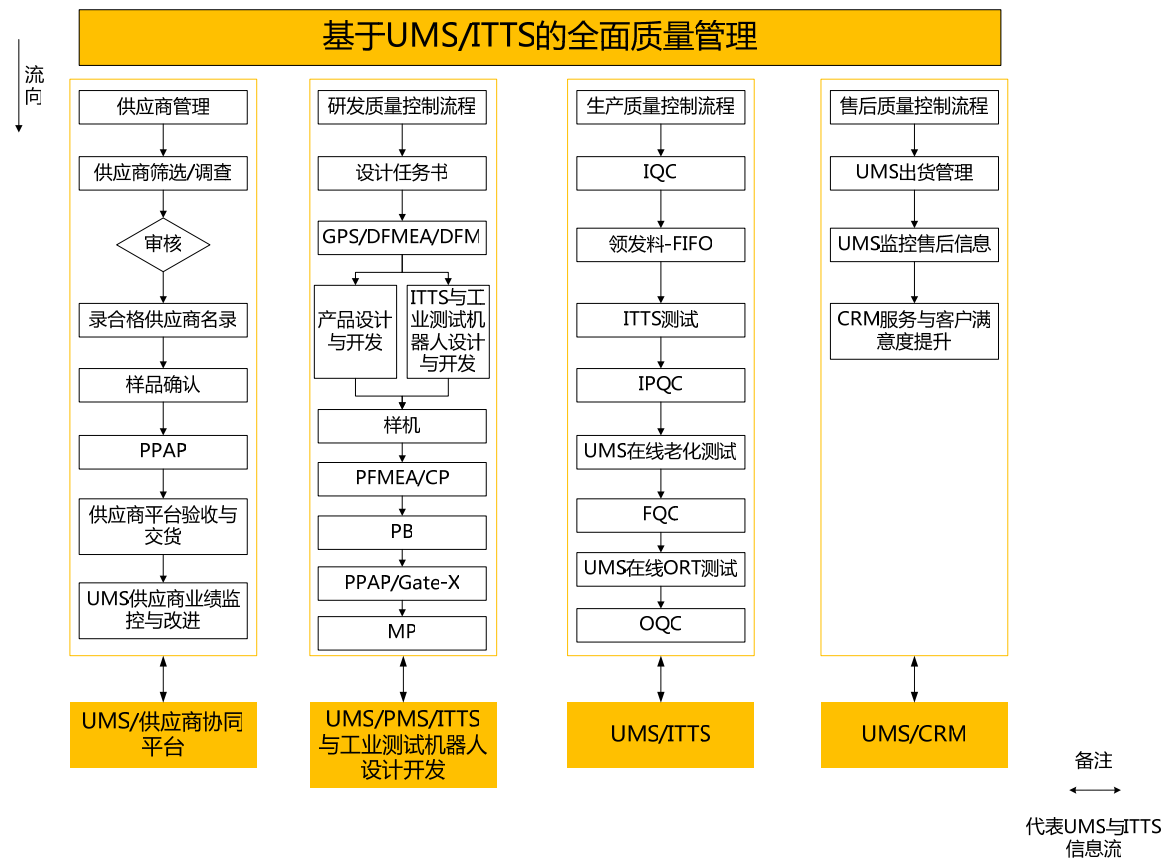 基于UMS/ITTS的全面质量管理
流
向
供应商管理
供应商筛选/调查
审核
录合格供应商名录
样品确认
PPAP
供应商平台验收与
交货
UMS供应商业绩监
控与改进
UMS/供应商协同
平台
研发质量控制流程
设计任务书
GPS/DFMEA/DFM
产品设计
与开发
ITTS与工
业测试机
器人设计
与开发
样机
PFMEA/CP
PB
PPAP/Gate-X
MP
UMS/PMS/ITTS
与工业测试机器人
设计开发
生产质量控制流程
IQC
领发料-FIFO
ITTS测试
IPQC
UMS在线老化测试
FQC
UMS在线ORT测试
OQC
UMS/ITTS
售后质量控制流程
UMS出货管理
UMS监控售后信息
CRM服务与客户满
意度提升
UMS/CRM
备注
代表UMS与ITTS
信息流